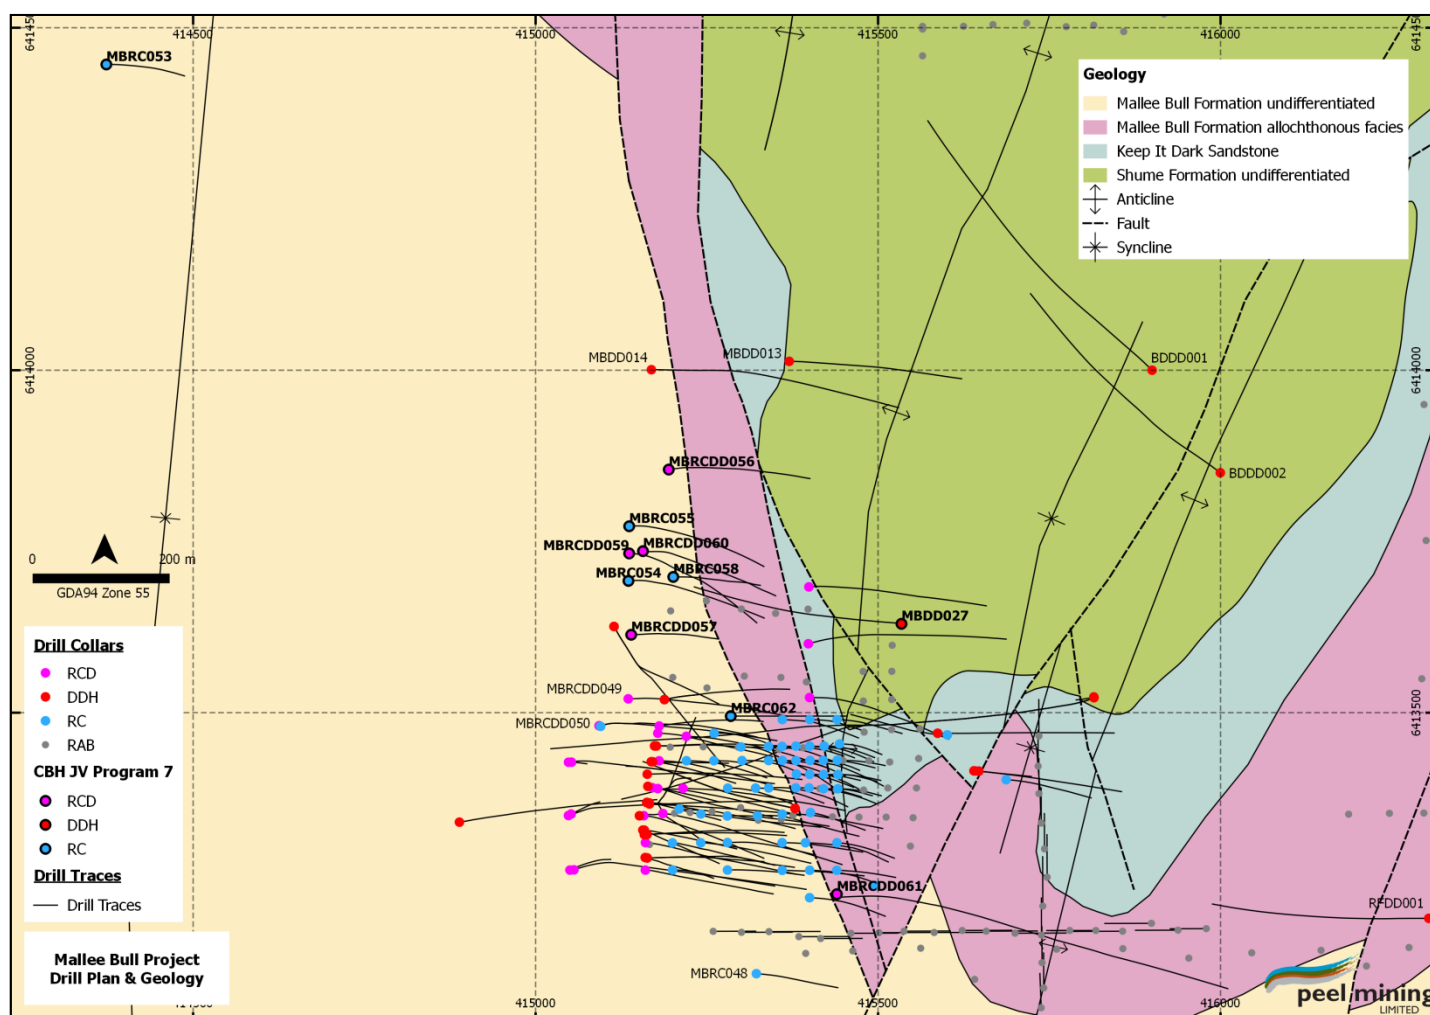 414500
415000
415500
416000
6414500
641450
MBRC053
Geology
Mallee Bull Formation undifferentiated
Mallee Bull Formation allochthonous facies
Keep It Dark Sandstone
Shume Formation undifferentiated
Anticline
Fault
Syncline
MBDD014
MBDD013
BDDD001
6414000
6414000
MBRCDD056
BDDD002
MBRC055
MBRCDD059
MBRCDD060
MBRC054
MBRC058
0
200 m
GDA94 Zone 55
MBDD027
MBRCDD057
Drill Collars
RCD
DDH
RC
RAB
CBH JV Program 7
RCD
DDH
RC
Drill Traces
Drill Traces
MBRCDD049
MBRC062
MBRCDD050
6413500
6413500
MBRCDD061
RFDD001
MBRC048
Mallee Bull Project
Drill Plan & Geology
peel mining
LIMITED
414500
415000
415500
416000